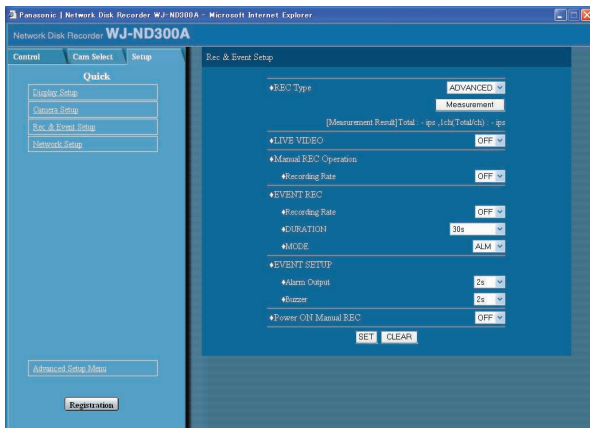 Panasonic | Network Disk Recorder WJ-ND300A - Microsoft Internet Explorer
Network Disk Recorder WJ-ND300A
Control Cam Select Setup
Quick
Display Setup
Camera Setup
Rec & Event Setup
Network Setup
Advanced Setup Menu
Registration
Rec & Event Setup
♦REC Type ADVANCED
Measurement
[Measurement Result]Total : - ips ,1ch(Total/ch) : - ips
♦LIVE VIDEO OFF
♦Manual REC Operation
♦Recording Rate OFF
♦EVENT REC
♦Recording Rate OFF
♦DURATION 30s
♦MODE ALM
♦EVENT SETUP
♦Alarm Output 2s
♦Buzzer 2s
♦Power ON Manual REC OFF
SET CLEAR